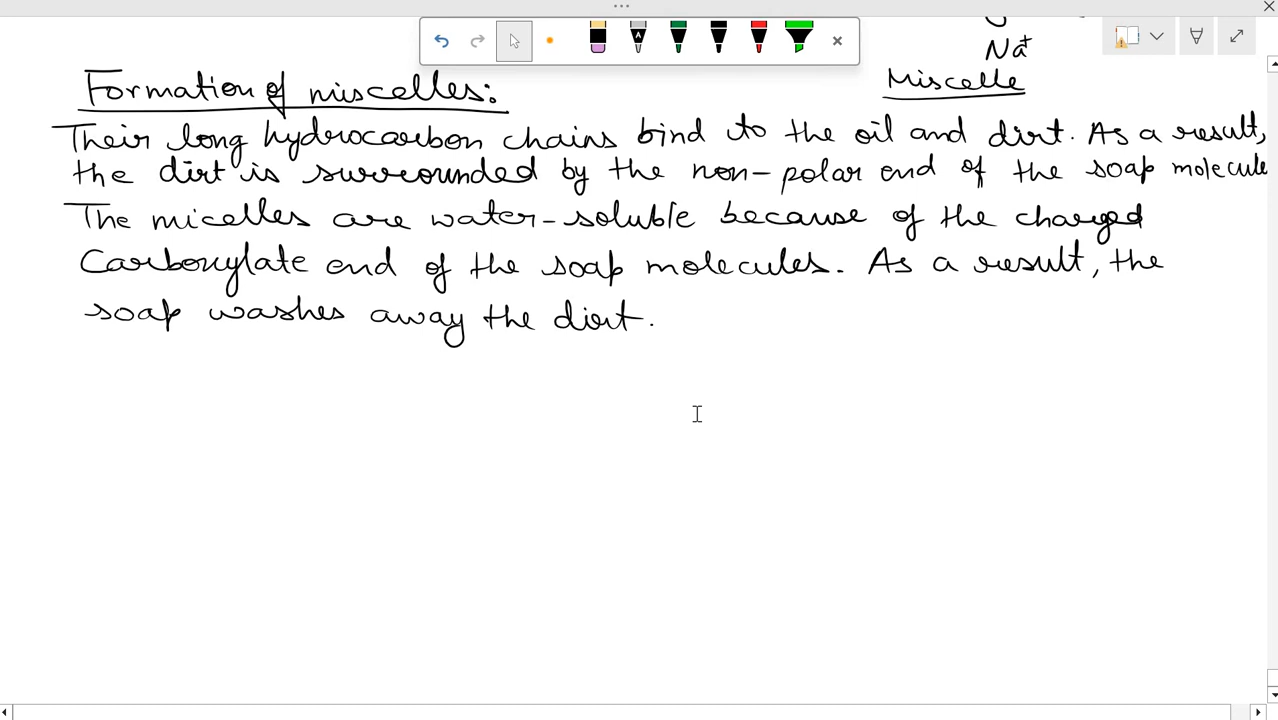 Na+
Miscelle
Formation of miscelles:
Their long hydrocarbon chains bind to the oil and dirt. As a result,
the dirt is surrounded by the non-polar end of the soap molecule
The micelles are water-soluble because of the charged
Carboxylate end of the soap molecules. As a result, the
soap washes away the dirt.